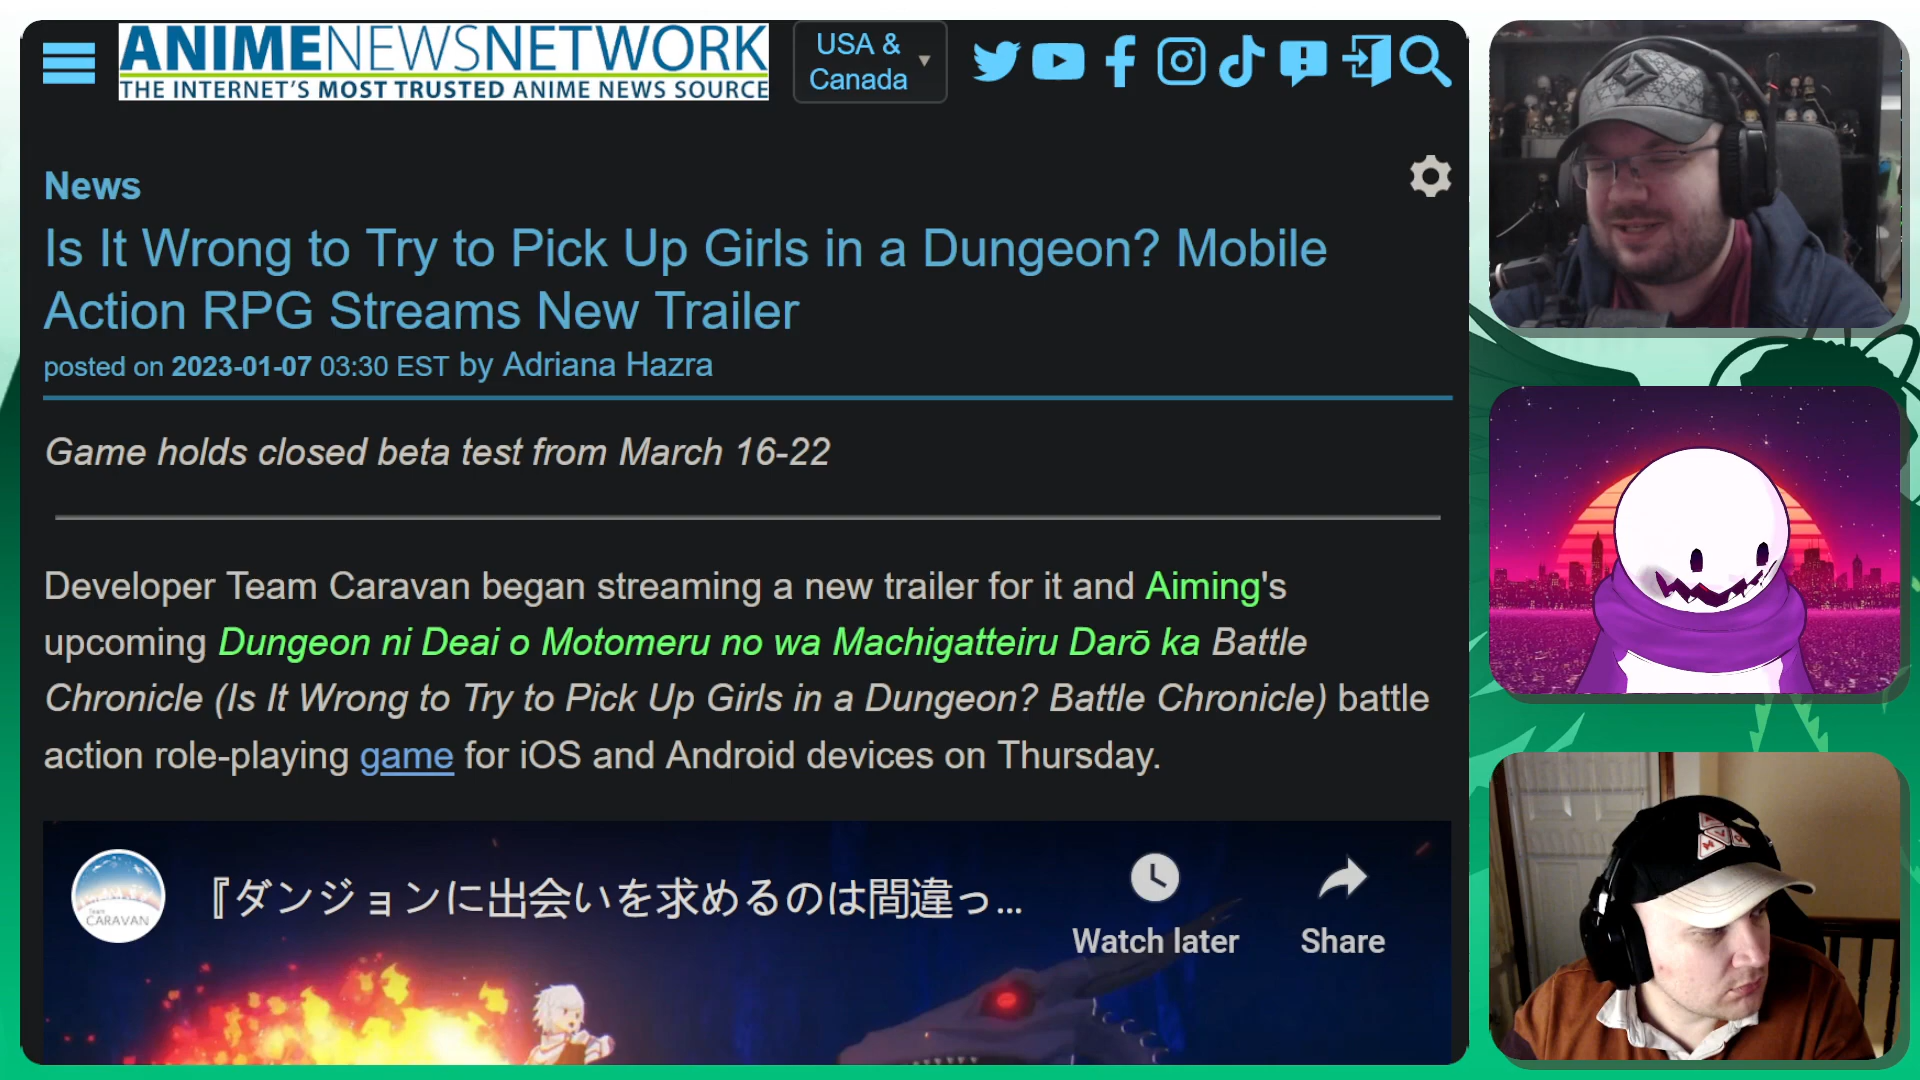 ANIMENEWSNETWORK
THE INTERNET'S MOST TRUSTED ANIME NEWS SOURCE
USA &
Canada
News
Is It Wrong to Try to Pick Up Girls in a Dungeon? Mobile
Action RPG Streams New Trailer
posted on 2023-01-07 03:30 EST by Adriana Hazra
Game holds closed beta test from March 16-22
Developer Team Caravan began streaming a new trailer for it and Aiming's
upcoming Dungeon ni Deai o Motomeru no wa Machigatteiru Darō ka Battle
Chronicle (Is It Wrong to Try to Pick Up Girls in a Dungeon? Battle Chronicle) battle
action role-playing game for iOS and Android devices on Thursday.
Team
CARAVAN
『ダンジョンに出会いを求めるのは間違っ...
Watch later
Share